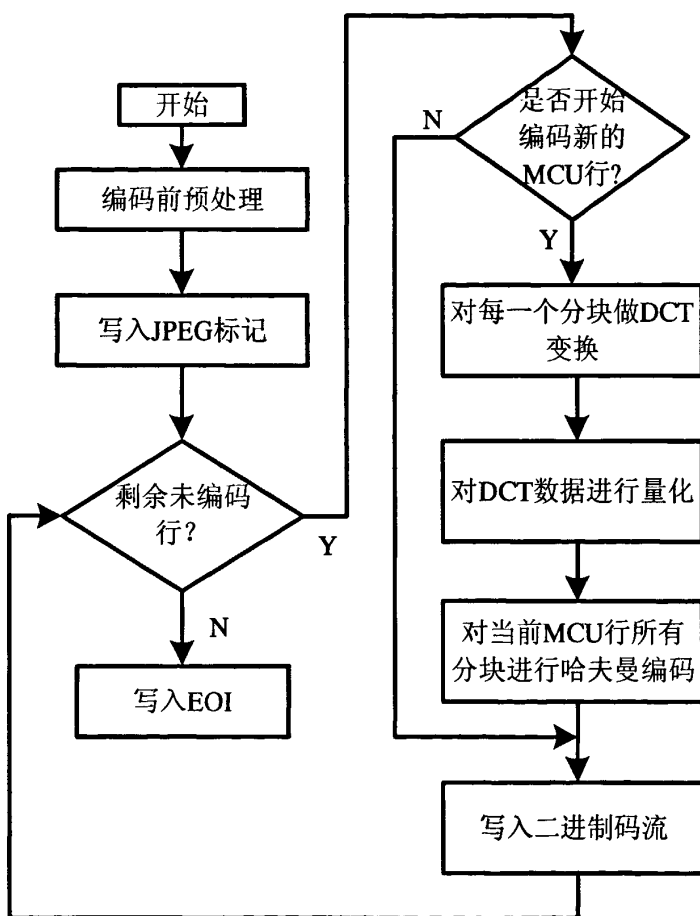 开始
编码前预处理
写入JPEG标记
剩余未编码
行？
Y
N
写入EOI
是否开始
编码新的
MCU行？
N
Y
对每一个分块做DCT
变换
对DCT数据进行量化
对当前MCU行所有
分块进行哈夫曼编码
写入二进制码流